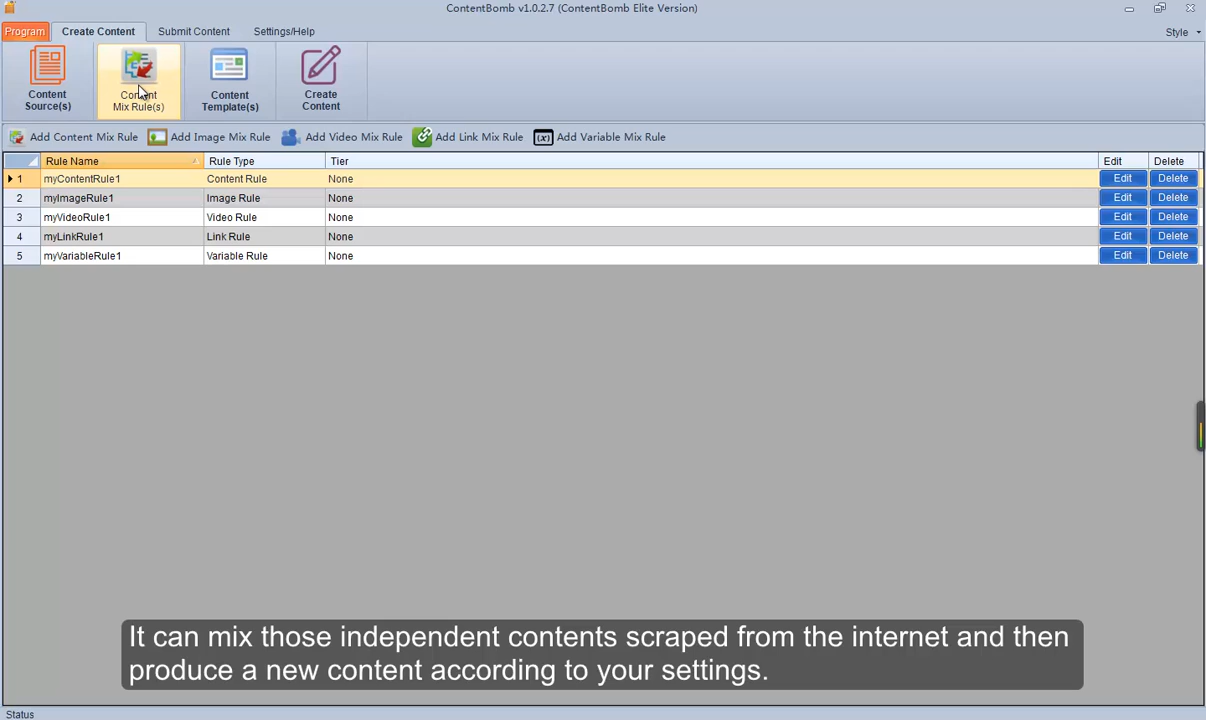 ContentBomb v1.0.2.7 (ContentBomb Elite Version)
Program Create Content Submit Content Settings/Help Style
Content Source(s)
Content Mix Rule(s)
Content Template(s)
Create Content
Add Content Mix Rule Add Image Mix Rule Add Video Mix Rule Add Link Mix Rule (x) Add Variable Mix Rule
Rule Name Rule Type Tier Edit Delete
1 myContentRule1 Content Rule None Edit Delete
2 myImageRule1 Image Rule None Edit Delete
3 myVideoRule1 Video Rule None Edit Delete
4 myLinkRule1 Link Rule None Edit Delete
5 myVariableRule1 Variable Rule None Edit Delete
It can mix those independent contents scraped from the internet and then
produce a new content according to your settings.
Status